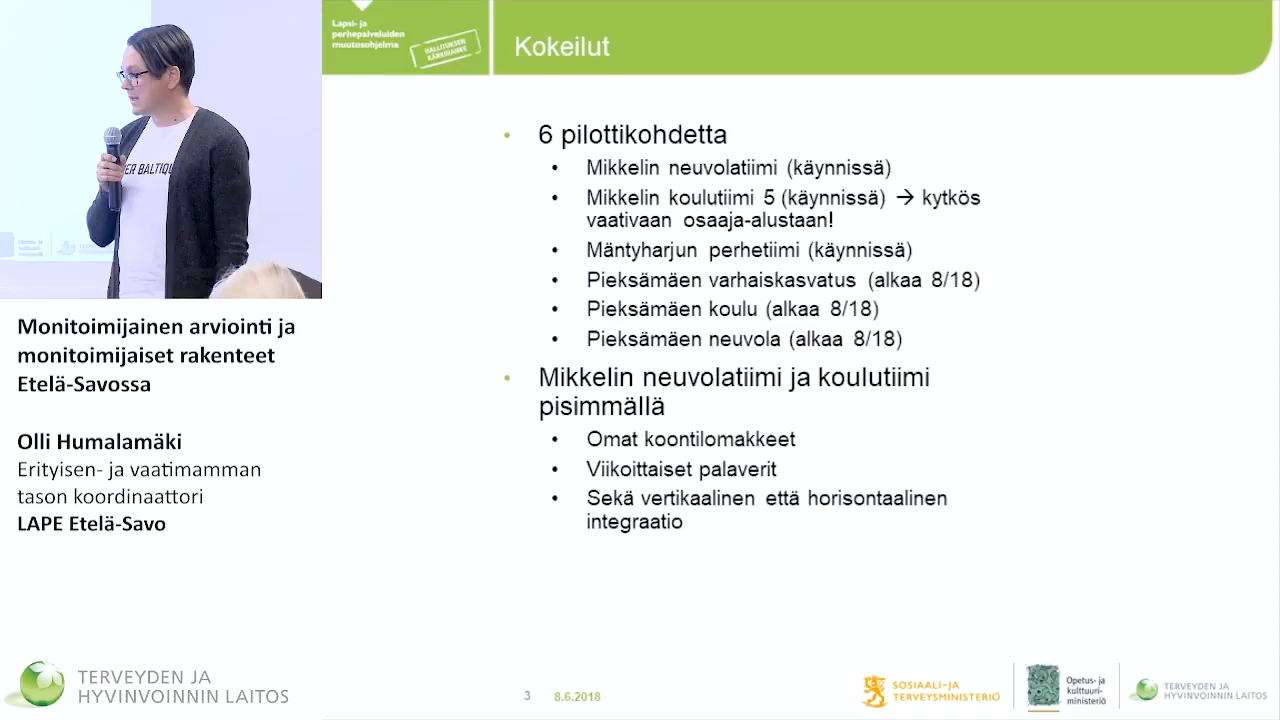 Lapsi- ja
perhepalveluiden
muutosohjelma
HALLITUKSEN
KÄRKIHANKE
Kokeilut
6 pilottikohdetta
Mikkelin neuvolatiimi (käynnissä)
Mikkelin koulutiimi 5 (käynnissä) → kytkös
vaativaan osaaja-alustaan!
Mäntyharjun perhetiimi (käynnissä)
Pieksämäen varhaiskasvatus (alkaa 8/18)
Pieksämäen koulu (alkaa 8/18)
Pieksämäen neuvola (alkaa 8/18)
Mikkelin neuvolatiimi ja koulutiimi
pisimmällä
Omat koontilomakkeet
Viikoittaiset palaverit
Sekä vertikaalinen että horisontaalinen
integraatio
BALTIQU
Monitoimijainen arviointi ja
monitoimijaiset rakenteet
Etelä-Savossa
Olli Humalamäki
Erityisen- ja vaatimamman
tason koordinaattori
LAPE Etelä-Savo
TERVEYDEN JA
HYVINVOINNIN LAITOS
3 8.6.2018
SOSIAALI- JA
TERVEYSMINISTERIÖ
Opetus- ja
kulttuuri-
ministeriö
TERVEYDEN JA
HYVINVOINNIN LAITOS